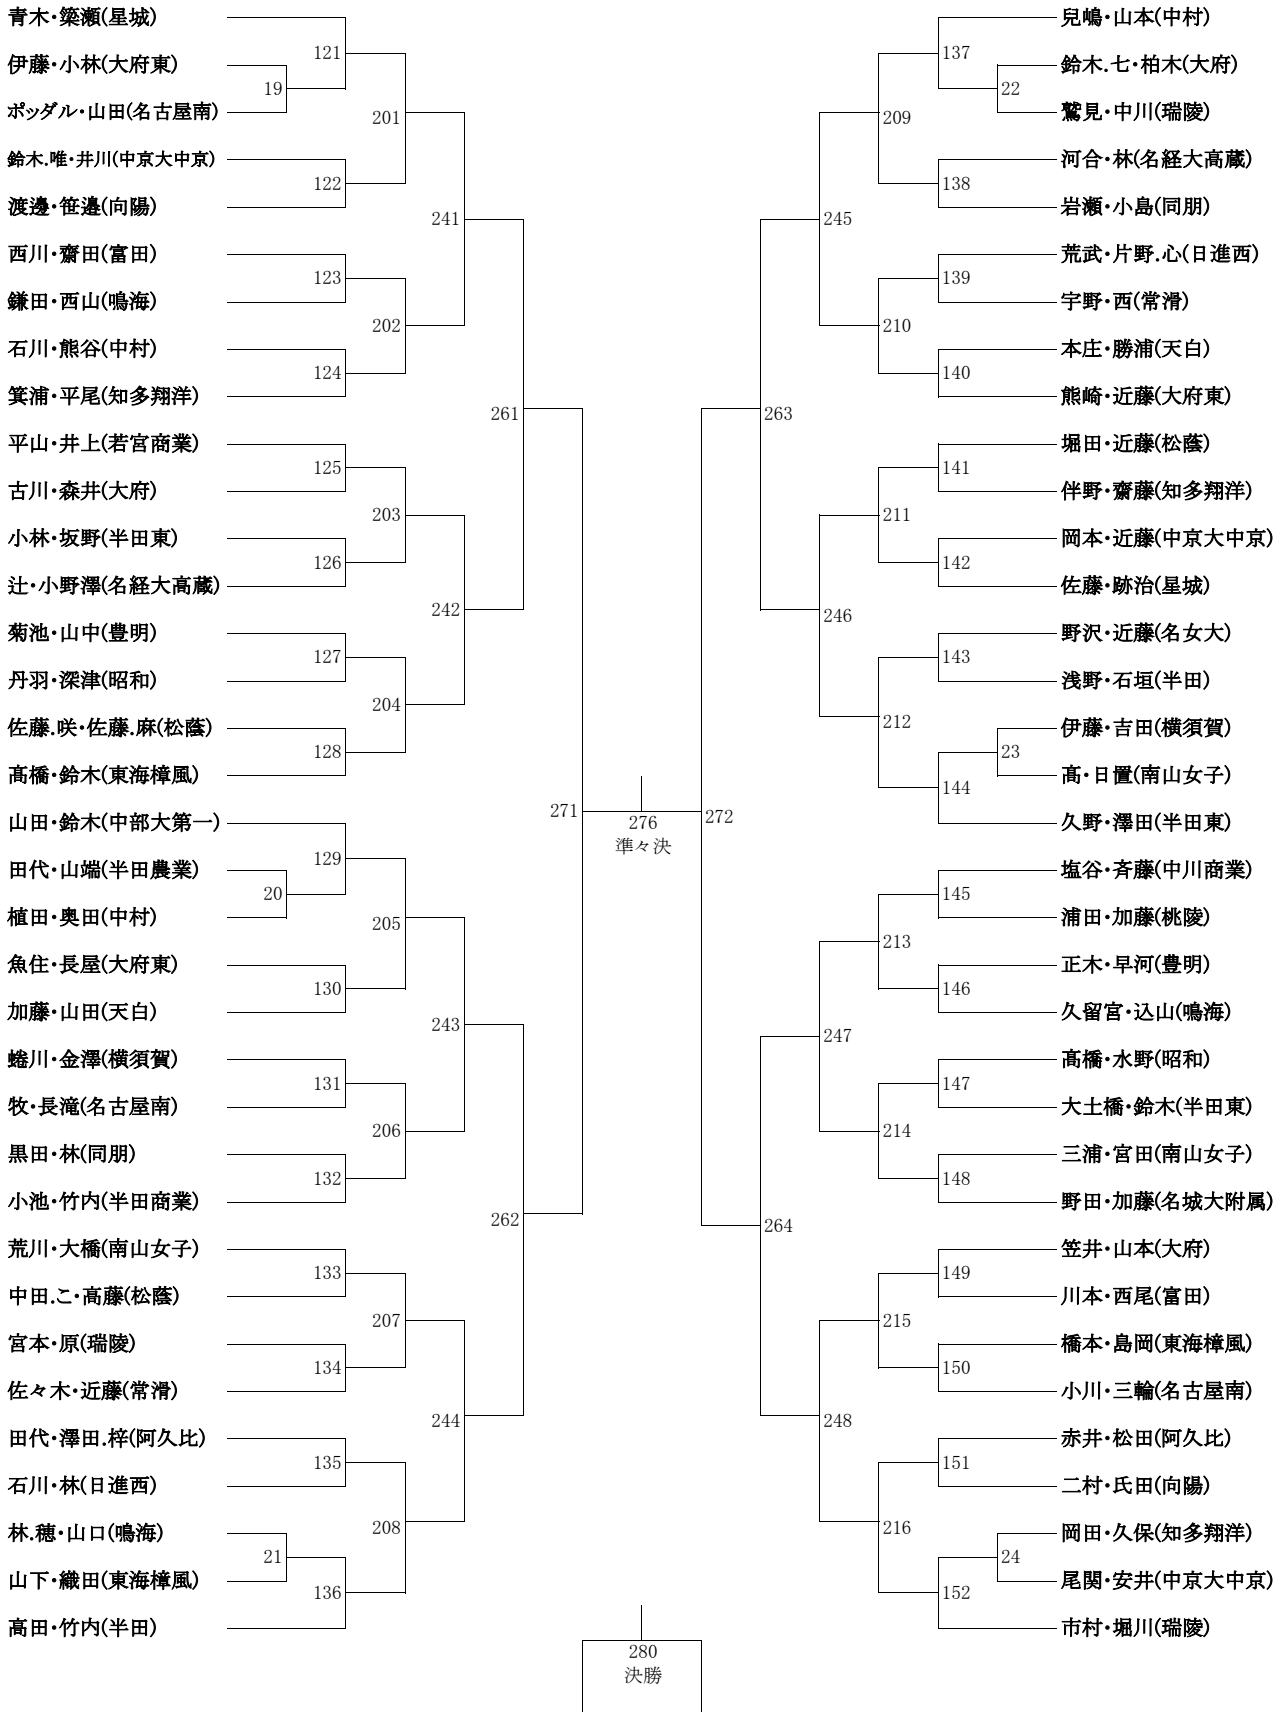 青木・簗瀬(星城)
伊藤・小林(大府東)
ポッダル・山田(名古屋南)
鈴木.唯・井川(中京大中京)
渡邊・笹邉(向陽)
西川・齋田(富田)
鎌田・西山(鳴海)
石川・熊谷(中村)
箕浦・平尾(知多翔洋)
平山・井上(若宮商業)
古川・森井(大府)
小林・坂野(半田東)
辻・小野澤(名経大高蔵)
菊池・山中(豊明)
丹羽・深津(昭和)
佐藤.咲・佐藤.麻(松蔭)
髙橋・鈴木(東海樟風)
山田・鈴木(中部大第一)
田代・山端(半田農業)
植田・奥田(中村)
魚住・長屋(大府東)
加藤・山田(天白)
蜷川・金澤(横須賀)
牧・長滝(名古屋南)
黒田・林(同朋)
小池・竹内(半田商業)
荒川・大橋(南山女子)
中田.こ・高藤(松蔭)
宮本・原(瑞陵)
佐々木・近藤(常滑)
田代・澤田.梓(阿久比)
石川・林(日進西)
林.穂・山口(鳴海)
山下・織田(東海樟風)
髙田・竹内(半田)
19
20
21
121
122
123
124
125
126
127
128
129
130
131
132
133
134
135
136
201
202
203
204
205
206
207
208
241
242
243
244
261
262
271
276
準々決
280
決勝
272
263
264
245
246
247
248
209
210
211
212
213
214
215
216
137
138
139
140
141
142
143
144
145
146
147
148
149
150
151
152
22
23
24
兒嶋・山本(中村)
鈴木.七・柏木(大府)
鷲見・中川(瑞陵)
河合・林(名経大高蔵)
岩瀬・小島(同朋)
荒武・片野.心(日進西)
宇野・西(常滑)
本庄・勝浦(天白)
熊崎・近藤(大府東)
堀田・近藤(松蔭)
伴野・齋藤(知多翔洋)
岡本・近藤(中京大中京)
佐藤・跡治(星城)
野沢・近藤(名女大)
浅野・石垣(半田)
伊藤・吉田(横須賀)
髙・日置(南山女子)
久野・澤田(半田東)
塩谷・斉藤(中川商業)
浦田・加藤(桃陵)
正木・早河(豊明)
久留宮・込山(鳴海)
髙橋・水野(昭和)
大土橋・鈴木(半田東)
三浦・宮田(南山女子)
野田・加藤(名城大附属)
笠井・山本(大府)
川本・西尾(富田)
橋本・島岡(東海樟風)
小川・三輪(名古屋南)
赤井・松田(阿久比)
二村・氏田(向陽)
岡田・久保(知多翔洋)
尾関・安井(中京大中京)
市村・堀川(瑞陵)